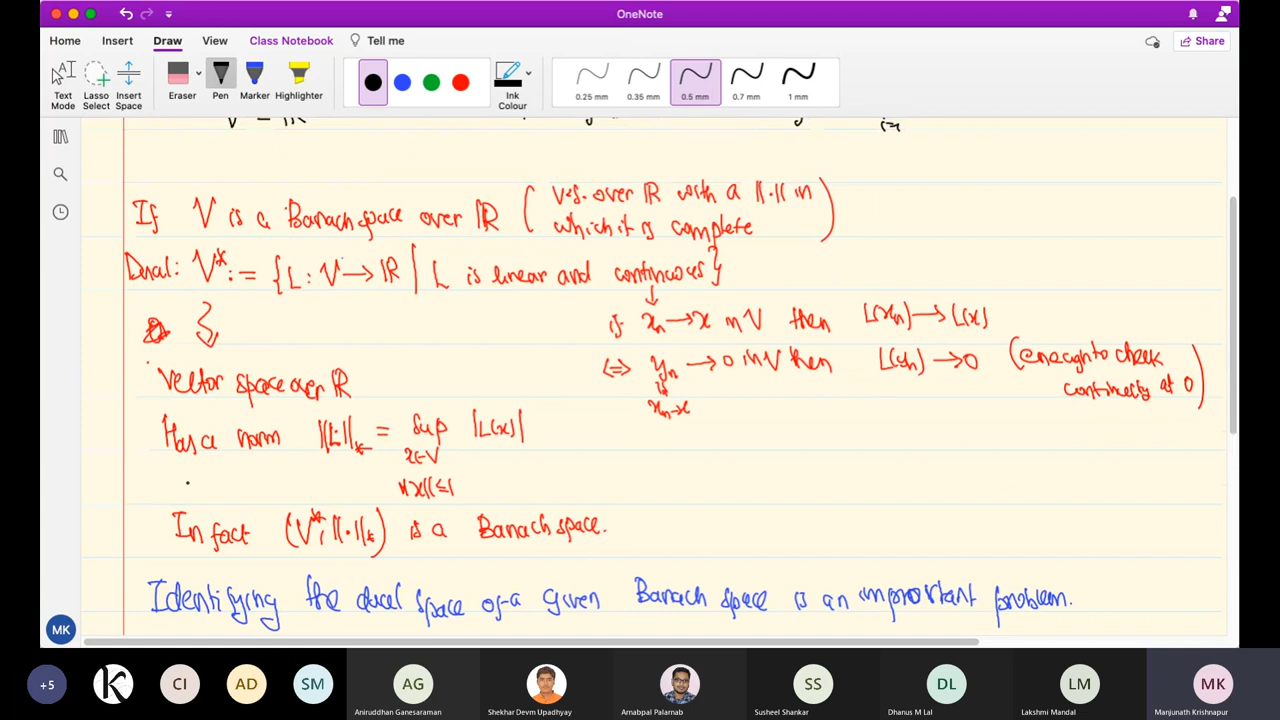 OneNote
Home Insert Draw View Class Notebook Tell me Share
Text Mode Lasso Select Insert Space Eraser Pen Marker Highlighter Ink Colour 0.25 mm 0.35 mm 0.5 mm 0.7 mm 1 mm
If V is a Banach space over ℝ ( v.s. over ℝ with a ||·|| in
which it is complete )
Dual: V* := { L : V → ℝ | L is linear and continuous }
if xₙ → x in V then L(xₙ) → L(x)
⇔ yₙ → 0 in V then L(yₙ) → 0 (enough to check
continuity at 0)
xₙ-x
Vector space over ℝ
Has a norm ||L||* = sup |L(x)|
x∈V
||x||≤1
In fact (V*, ||·||*) is a Banach space.
Identifying the dual space of a given Banach space is an improrstant problem.
MK
+5 K CI AD SM AG SS DL LM MK
Aniruddhan Ganesaraman Shekhar Devm Upadhyay Arnabpal Palarnab Susheel Shankar Dhanus M Lal Lakshmi Mandal Manjunath Krishnapur